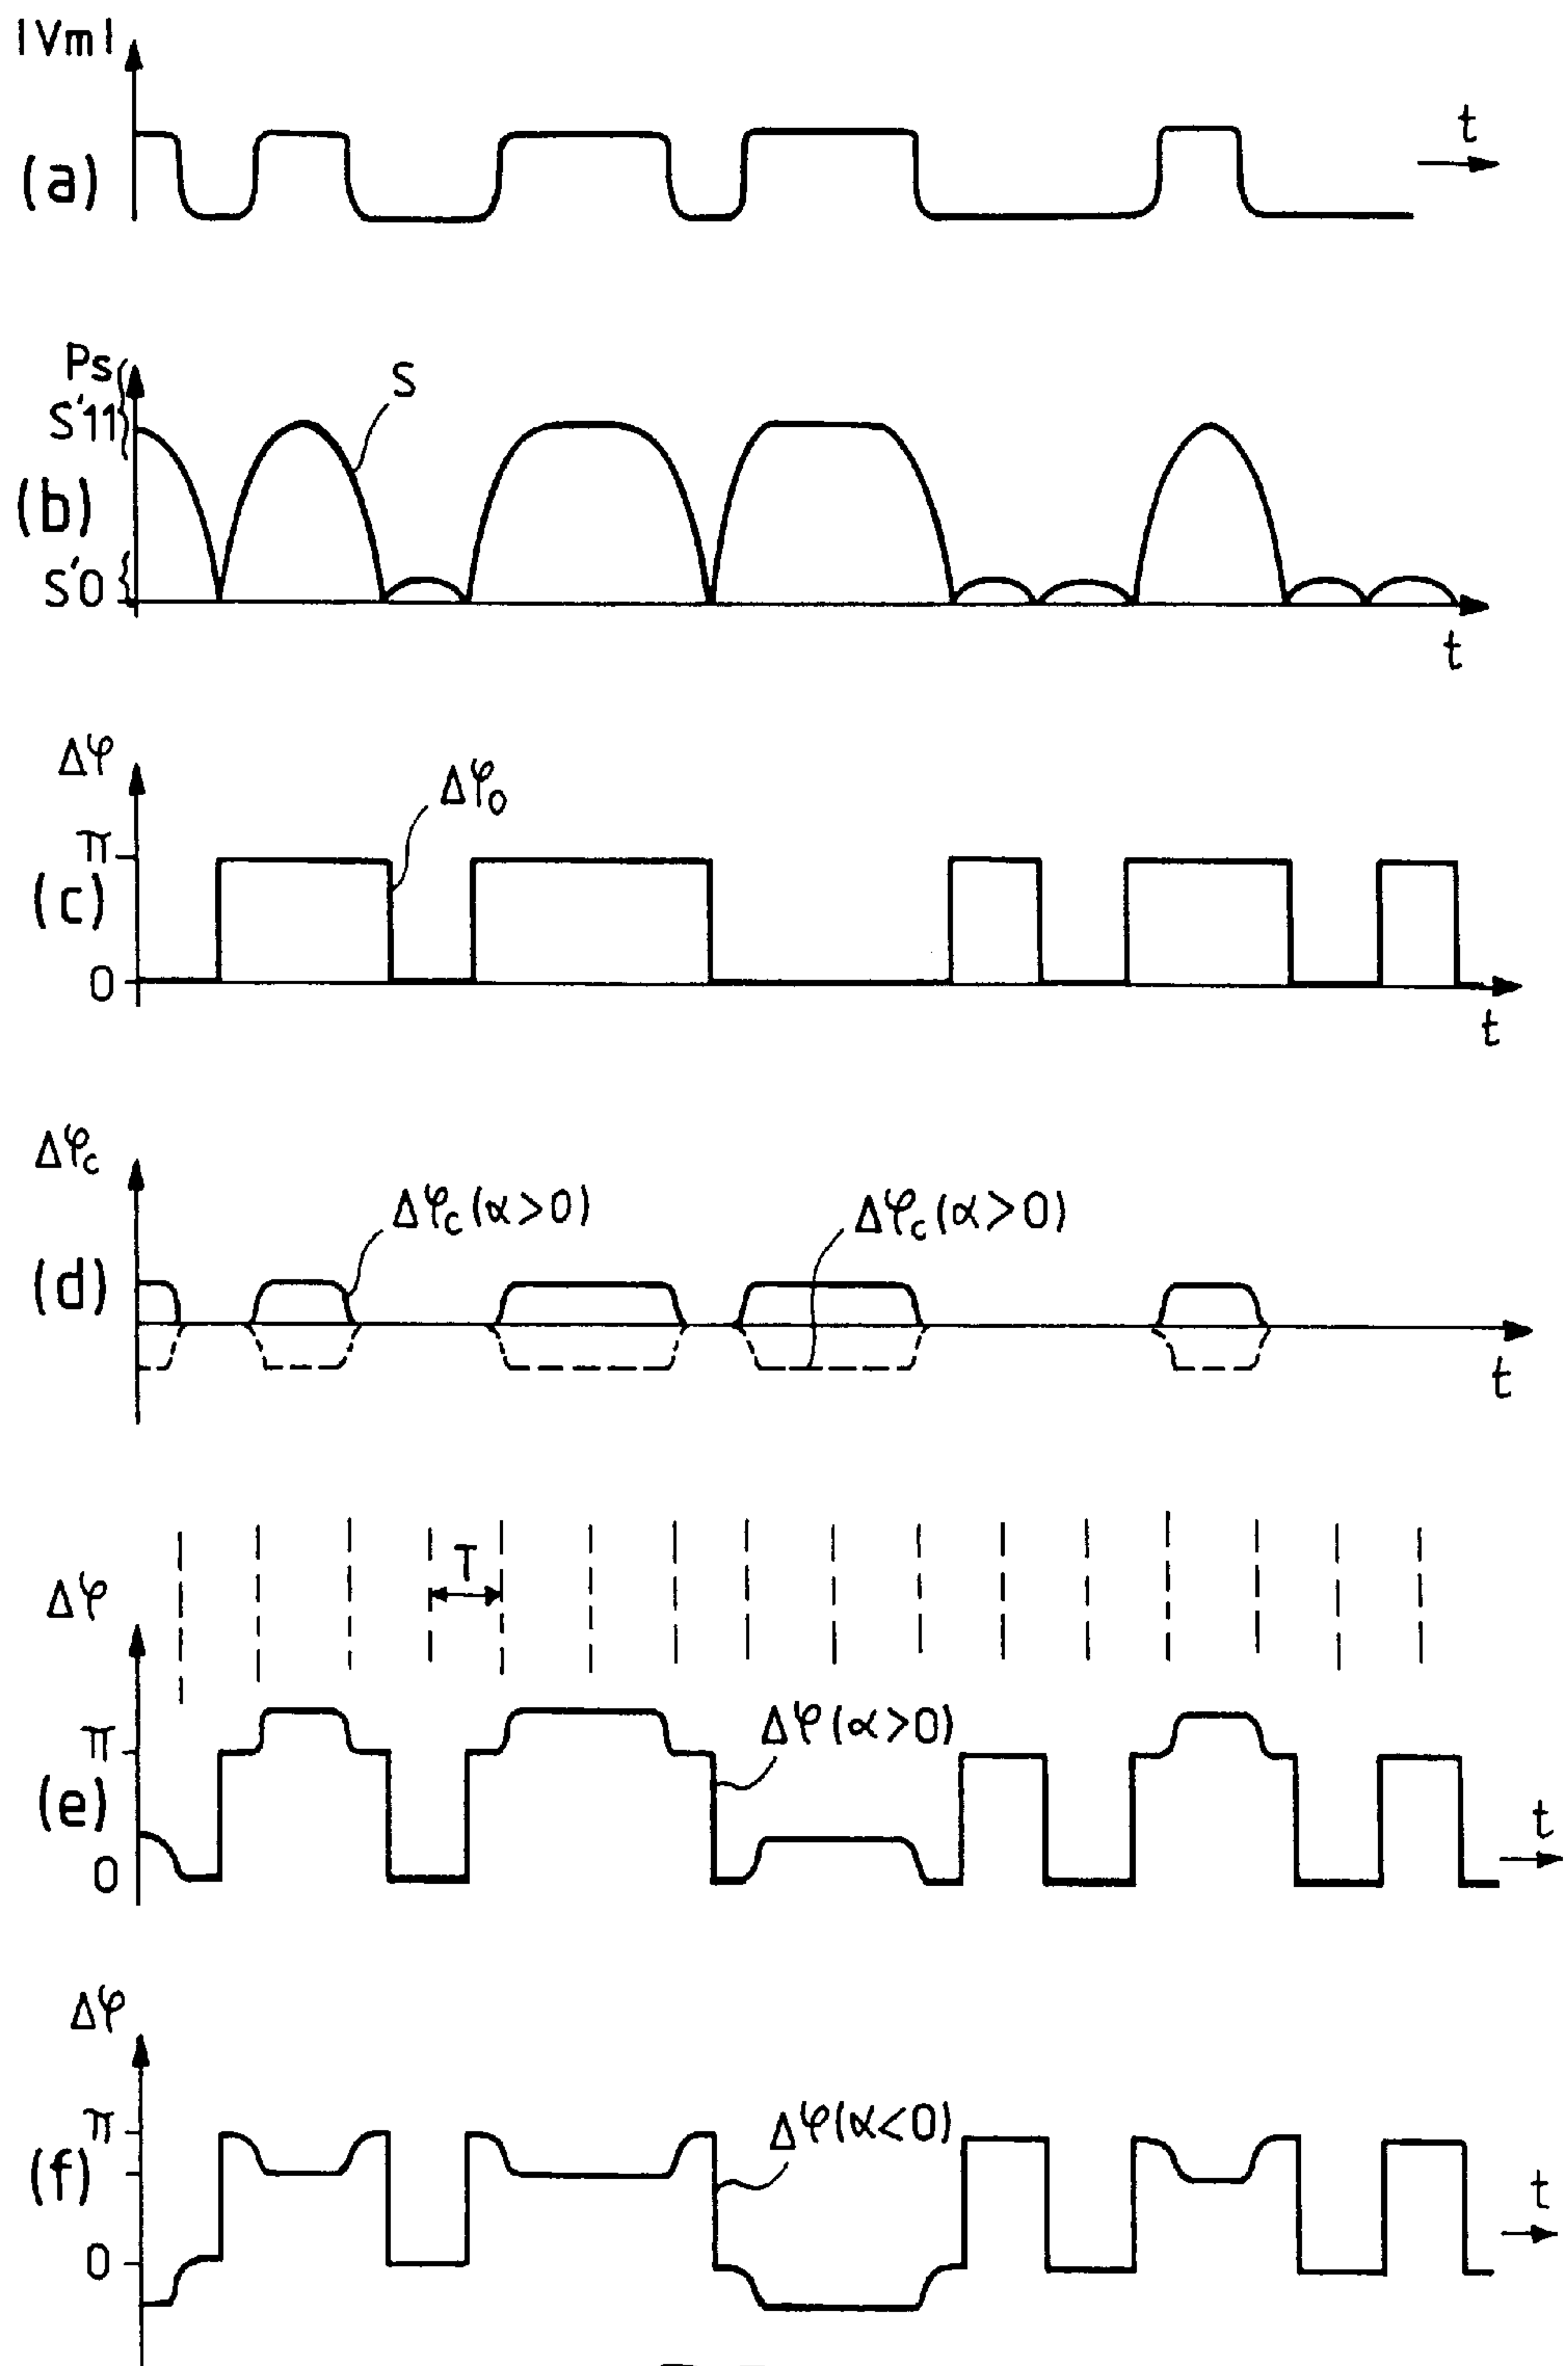 |Vm|
t
(a)
Ps
S'11
S
(b)
S'0
t
Δφ
Δφ₀
π
(c)
0
t
Δφc
Δφc(α>0)
Δφc(α>0)
(d)
t
T
Δφ
Δφ(α>0)
π
(e)
t
0
Δφ
π
Δφ(α<0)
(f)
t
0